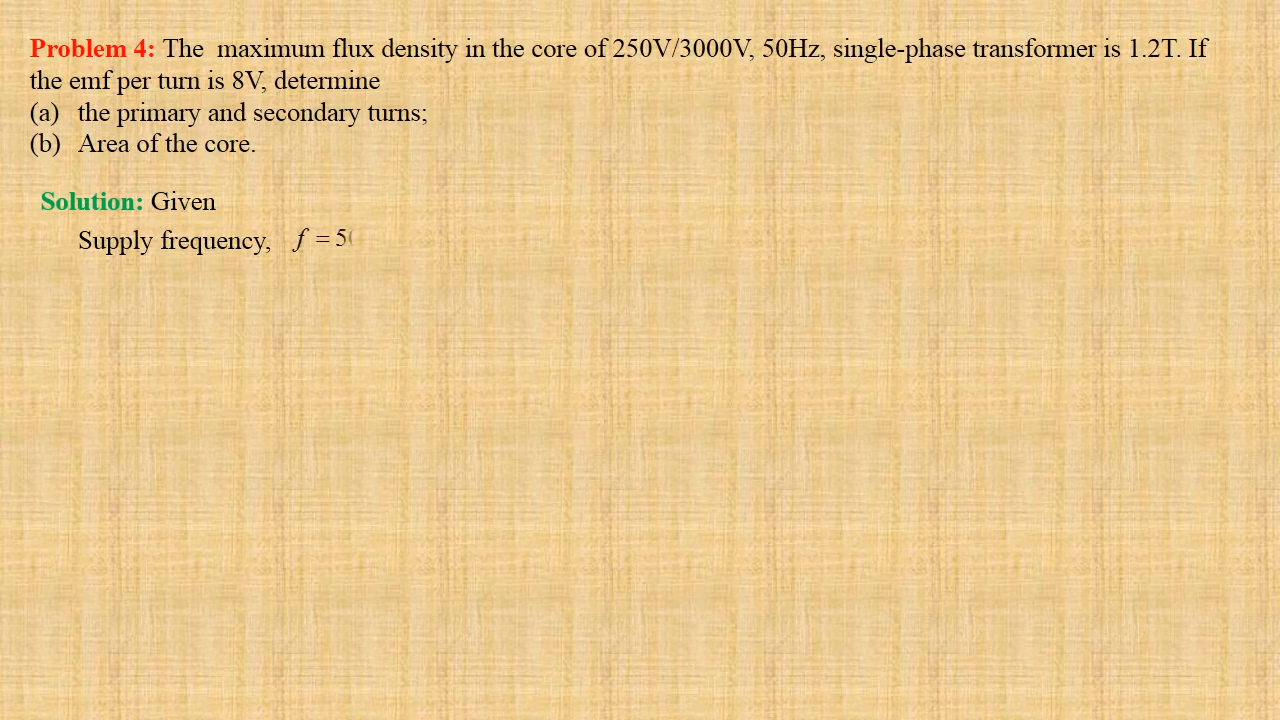 Problem 4: The maximum flux density in the core of 250V/3000V, 50Hz, single-phase transformer is 1.2T. If
the emf per turn is 8V, determine
(a) the primary and secondary turns;
(b) Area of the core.
Solution: Given
Supply frequency, f = 5